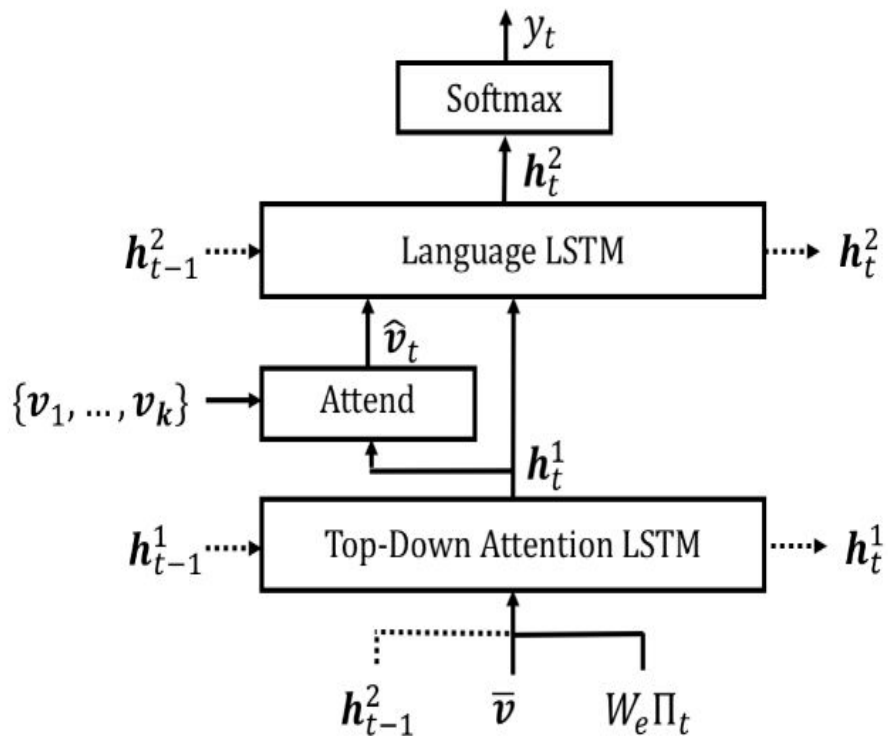 y_t
Softmax
h_t^2
h_{t-1}^2 Language LSTM h_t^2
v̂_t
{v_1, …, v_k} Attend
h_t^1
h_{t-1}^1 Top-Down Attention LSTM h_t^1
h_{t-1}^2 v̄ W_eΠ_t